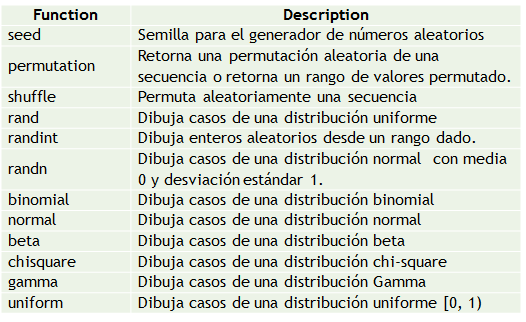 Function Description
seed Semilla para el generador de números aleatorios
permutation Retorna una permutación aleatoria de una
secuencia o retorna un rango de valores permutado.
shuffle Permuta aleatoriamente una secuencia
rand Dibuja casos de una distribución uniforme
randint Dibuja enteros aleatorios desde un rango dado.
randn Dibuja casos de una distribución normal con media
0 y desviación estándar 1.
binomial Dibuja casos de una distribución binomial
normal Dibuja casos de una distribución normal
beta Dibuja casos de una distribución beta
chisquare Dibuja casos de una distribución chi-square
gamma Dibuja casos de una distribución Gamma
uniform Dibuja casos de una distribución uniforme [0, 1)